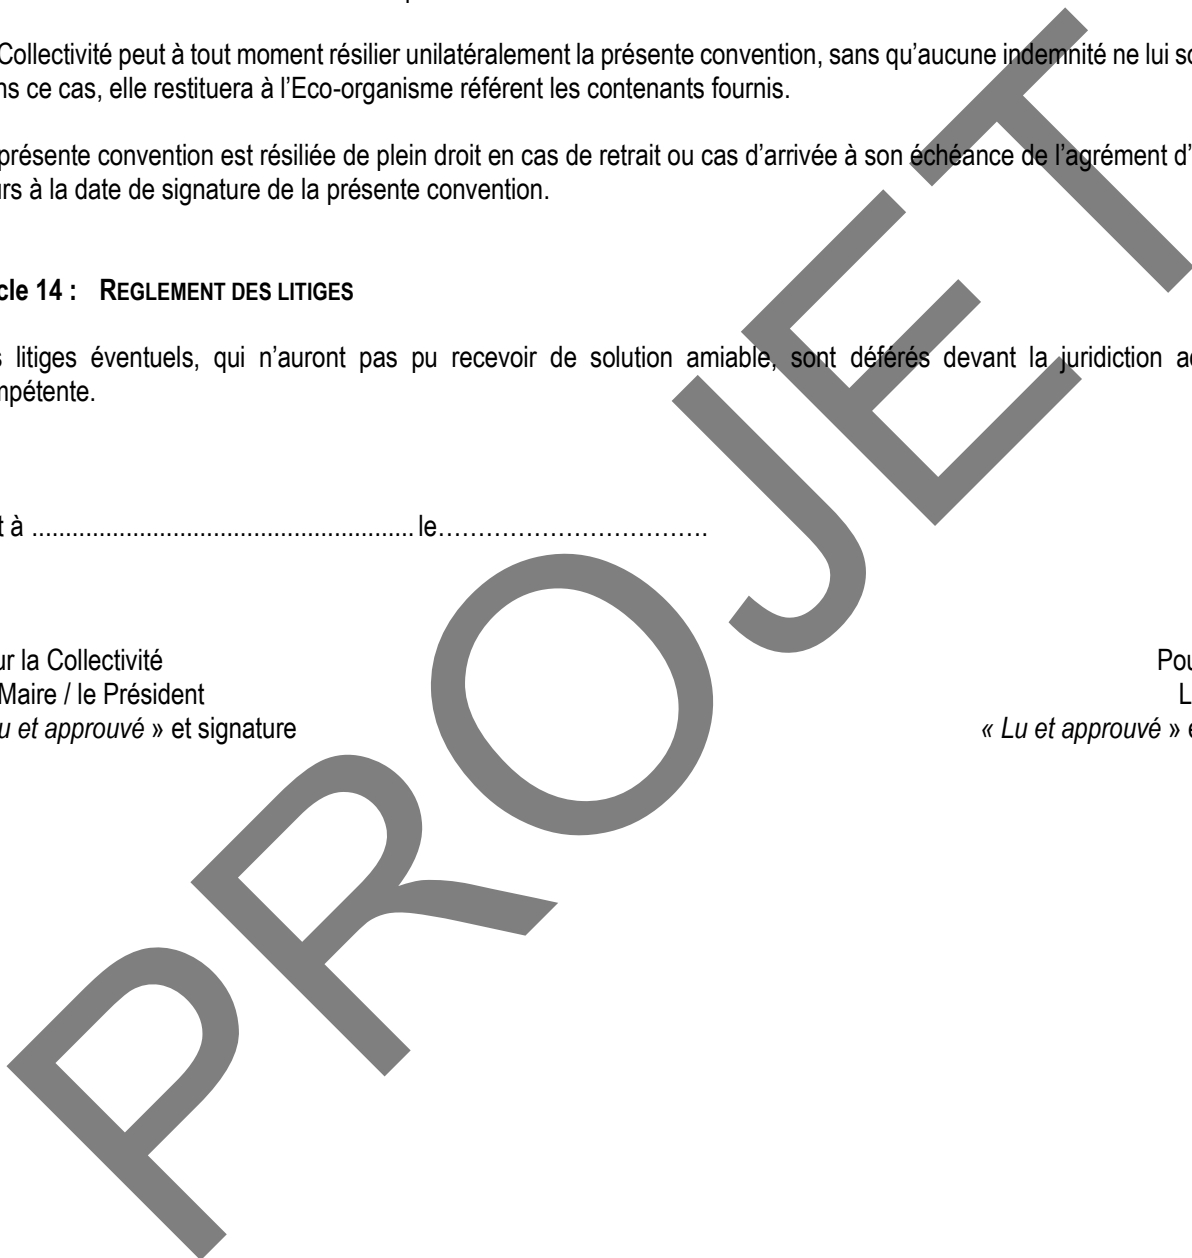 Collectivité peut à tout moment résilier unilatéralement la présente convention, sans qu’aucune indemnité ne lui so
ns ce cas, elle restituera à l’Eco-organisme référent les contenants fournis.
présente convention est résiliée de plein droit en cas de retrait ou cas d’arrivée à son échéance de l’agrément d’
urs à la date de signature de la présente convention.
cle 14 : REGLEMENT DES LITIGES
s litiges éventuels, qui n’auront pas pu recevoir de solution amiable, sont déférés devant la juridiction a
mpétente.
t à ......................................................... le……………………………
ur la Collectivité
Pou
Maire / le Président
L
u et approuvé » et signature
« Lu et approuvé » e
PROJET